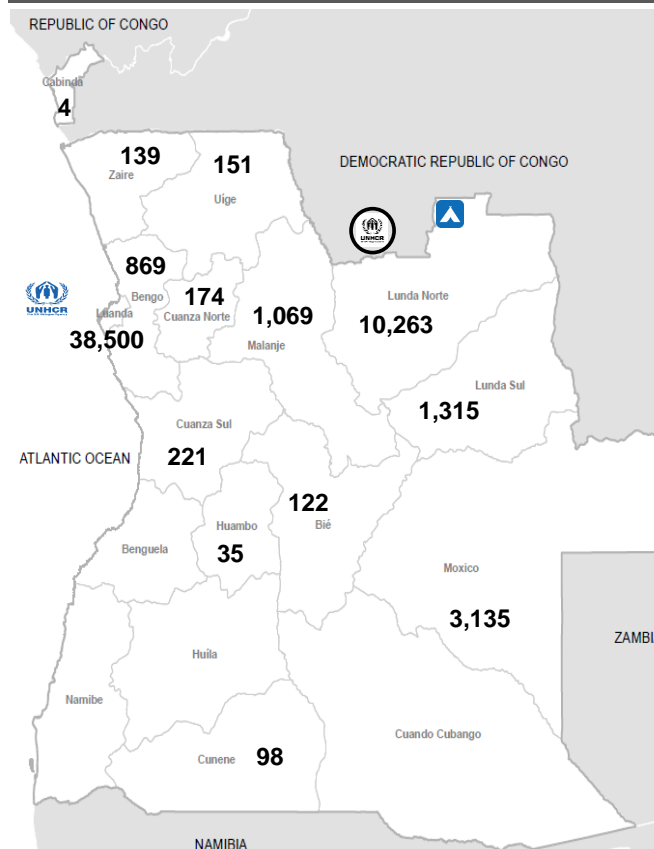 REPUBLIC OF CONGO
Cabinda
4
139
Zaire
151
Uige
DEMOCRATIC REPUBLIC OF CONGO
UNHCR
869
Bengo
174
Cuanza Norte
1,069
Malanje
Lunda Norte
10,263
UNHCR
Luanda
38,500
Lunda Sul
1,315
Cuanza Sul
221
ATLANTIC OCEAN
122
Bié
Huambo
35
Benguela
Moxico
3,135
ZAMBI
Huíla
Namibe
Cuando Cubango
Cunene 98
NAMIBIA